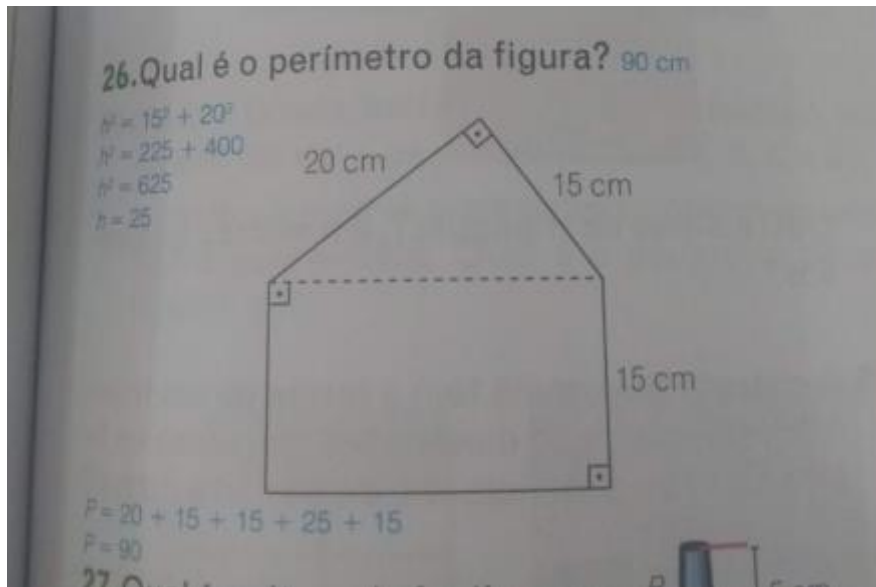 26.Qual é o perímetro da figura? 90 cm
h² = 15² + 20²
h² = 225 + 400
h² = 625
h = 25
20 cm
15 cm
15 cm
P = 20 + 15 + 15 + 25 + 15
P = 90
27.